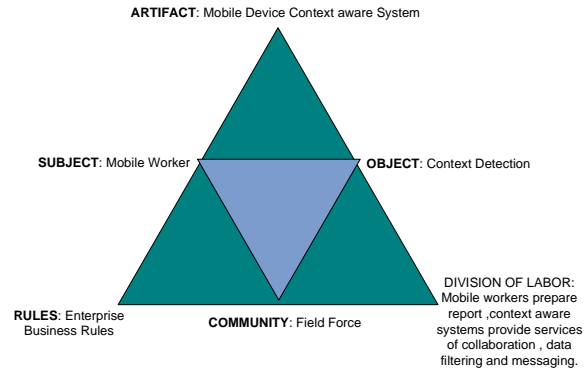 ARTIFACT: Mobile Device Context aware System
SUBJECT: Mobile Worker
OBJECT: Context Detection
RULES: Enterprise
Business Rules
COMMUNITY: Field Force
DIVISION OF LABOR:
Mobile workers prepare
report ,context aware
systems provide services
of collaboration , data
filtering and messaging.